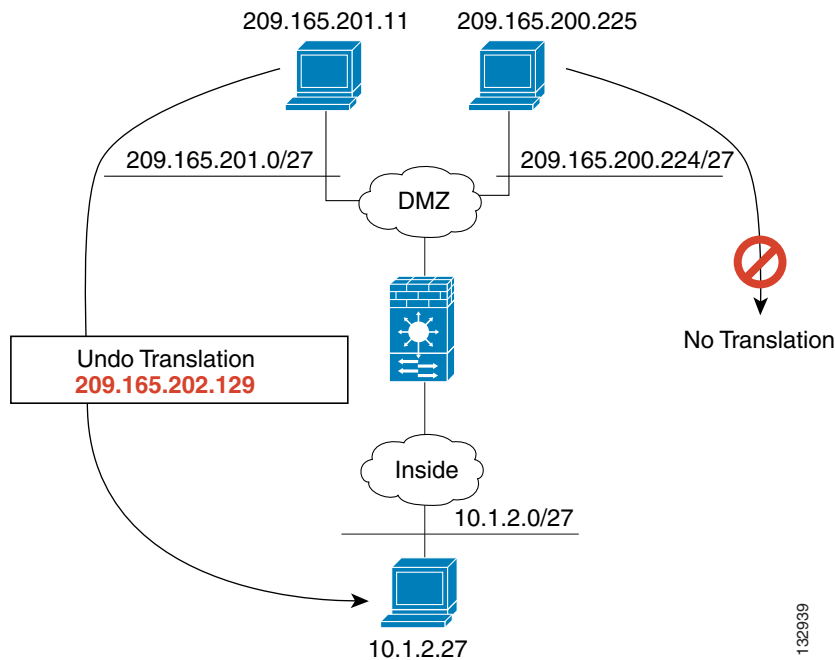 209.165.201.11
209.165.200.225
209.165.201.0/27
209.165.200.224/27
DMZ
No Translation
Undo Translation
209.165.202.129
Inside
10.1.2.0/27
10.1.2.27
132939